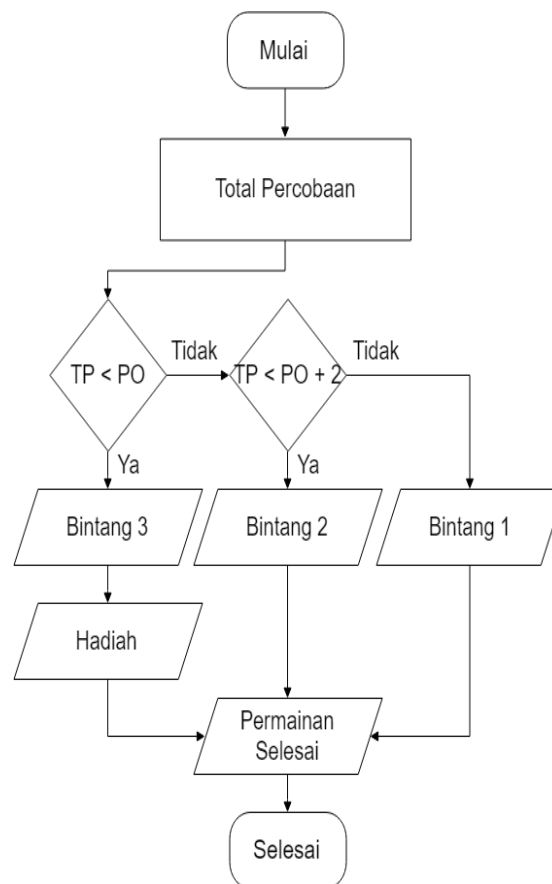 Mulai
Total Percobaan
TP < PO
Tidak
TP < PO + 2
Tidak
Ya
Ya
Bintang 3
Bintang 2
Bintang 1
Hadiah
Permainan
Selesai
Selesai